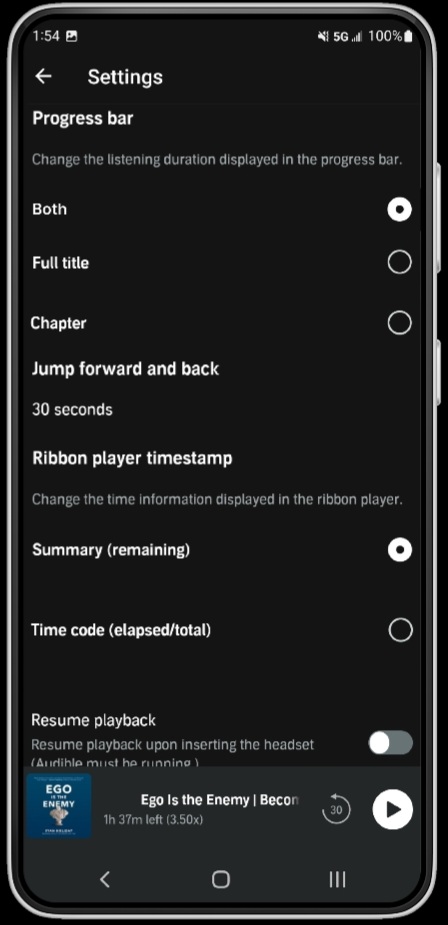 1:54 5G 100%
Settings
Progress bar
Change the listening duration displayed in the progress bar.
Both
Full title
Chapter
Jump forward and back
30 seconds
Ribbon player timestamp
Change the time information displayed in the ribbon player.
Summary (remaining)
Time code (elapsed/total)
Resume playback
Resume playback upon inserting the headset
(Audible must be running.)
EGO
IS THE
ENEMY
RYAN HOLIDAY
Ego Is the Enemy | Becon
1h 37m left (3.50x)
30